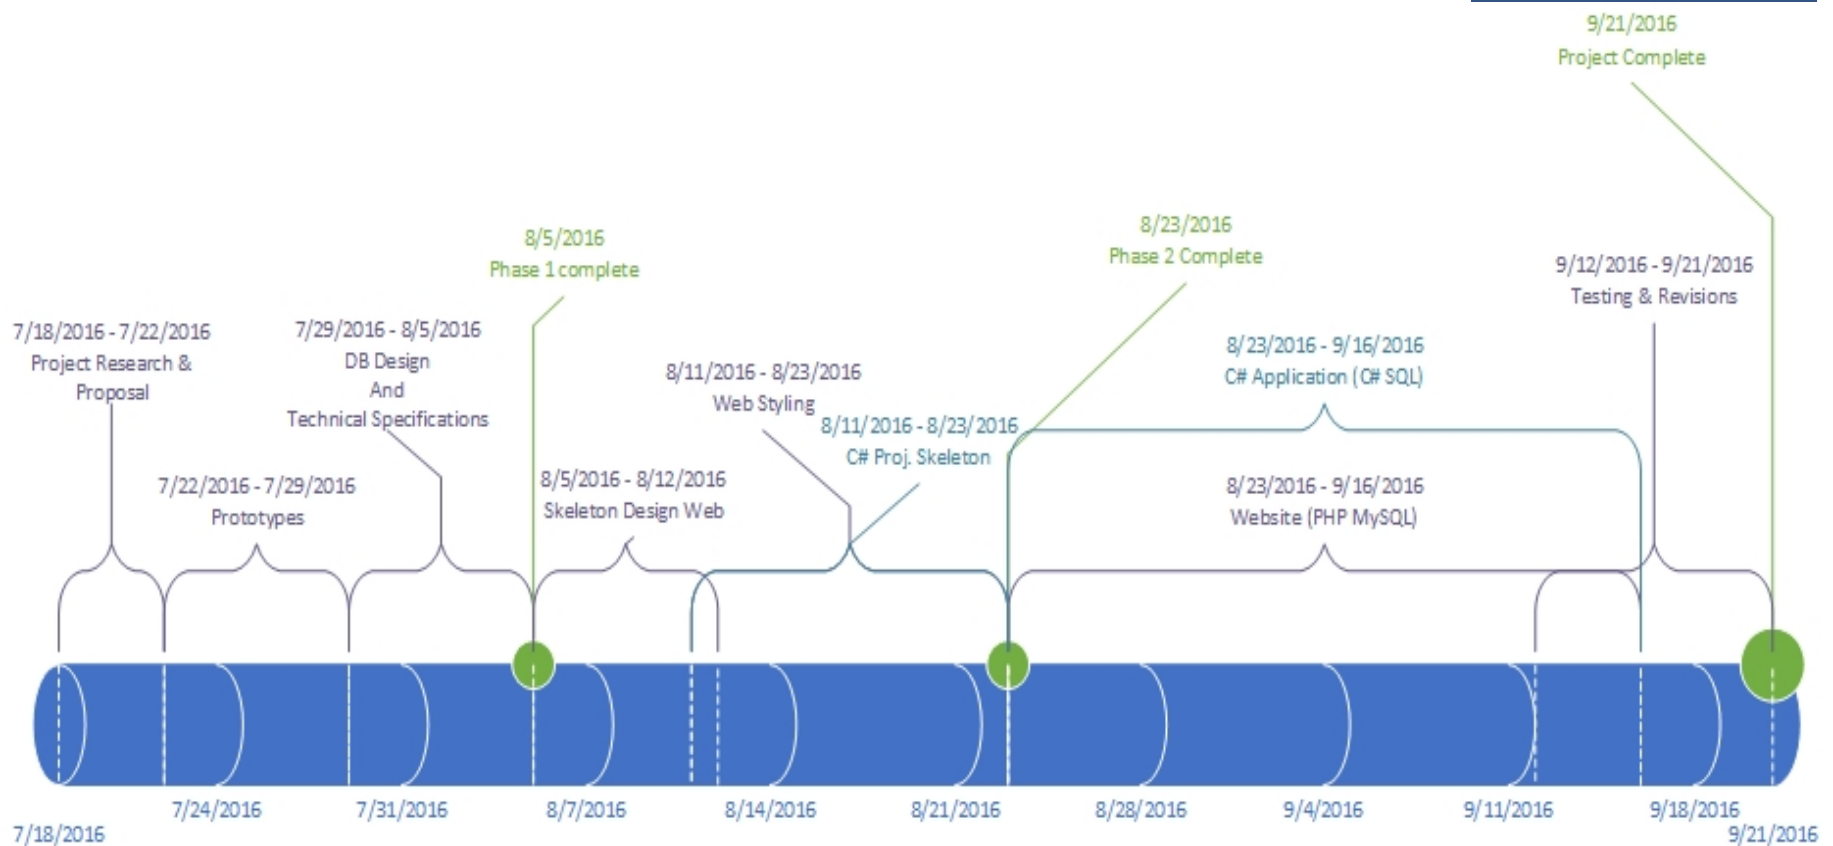 9/21/2016
Project Complete
8/5/2016
Phase 1 complete
8/23/2016
Phase 2 Complete
9/12/2016 - 9/21/2016
Testing & Revisions
7/18/2016 - 7/22/2016
Project Research &
Proposal
7/29/2016 - 8/5/2016
DB Design
And
Technical Specifications
8/11/2016 - 8/23/2016
Web Styling
8/11/2016 - 8/23/2016
C# Proj. Skeleton
8/23/2016 - 9/16/2016
C# Application (C# SQL)
7/22/2016 - 7/29/2016
Prototypes
8/5/2016 - 8/12/2016
Skeleton Design Web
8/23/2016 - 9/16/2016
Website (PHP MySQL)
7/18/2016
7/24/2016
7/31/2016
8/7/2016
8/14/2016
8/21/2016
8/28/2016
9/4/2016
9/11/2016
9/18/2016
9/21/2016